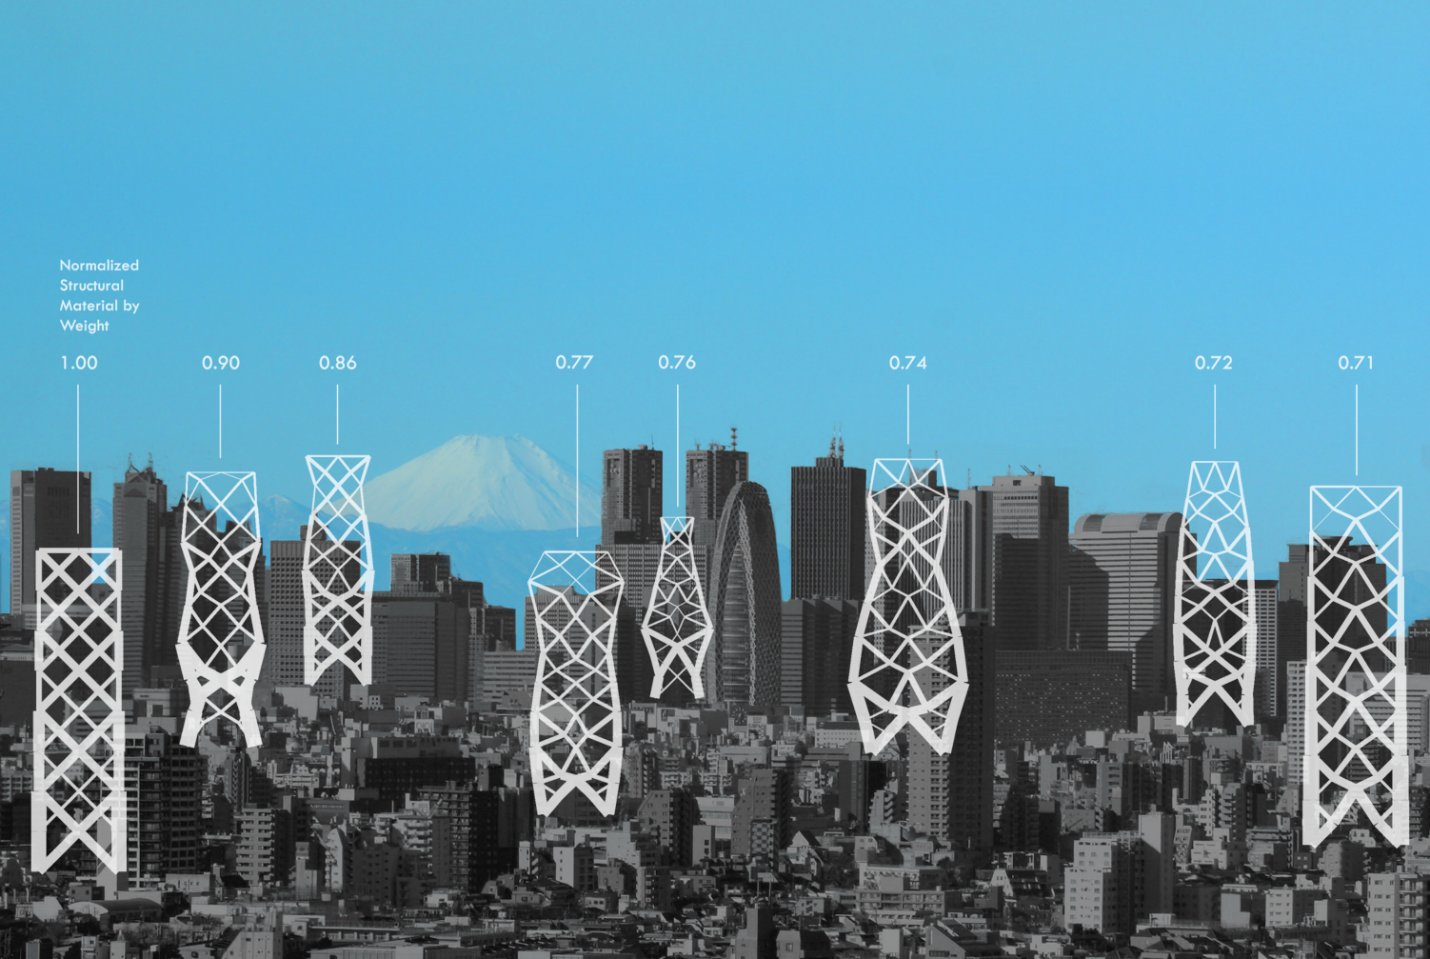 Normalized
Structural
Material by
Weight
1.00 0.90 0.86 0.77 0.76 0.74 0.72 0.71